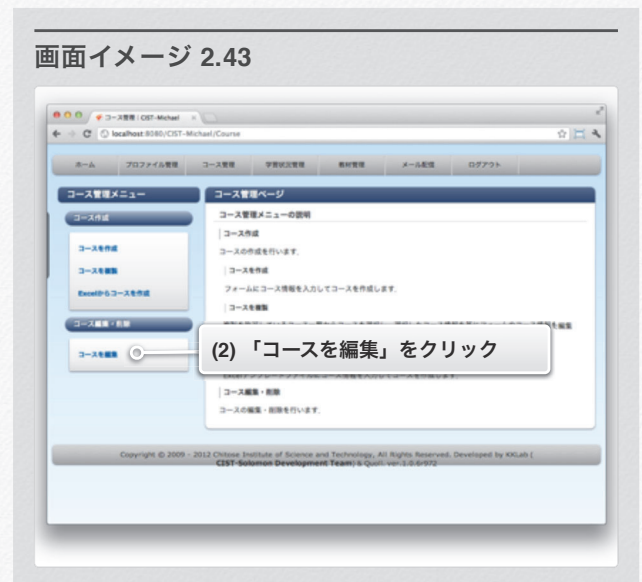 画面イメージ 2.43
コース管理 : CIST-Michael
localhost:8080/CIST-Michael/Course
ホーム プロファイル管理 コース管理 学習状況管理 教材管理 メール配信 ログアウト
コース管理メニュー
コース作成
コースを作成
コースを複製
Excelからコースを作成
コース編集・削除
コースを編集
コース管理ページ
コース管理メニューの説明
コース作成
コースの作成を行います.
コースを作成
フォームにコース情報を入力してコースを作成します.
コースを複製
(2) 「コースを編集」をクリック
コース編集・削除
コースの編集・削除を行います.
Copyright © 2009 - 2012 Chitose Institute of Science and Technology, All Rights Reserved. Developed by KKLab (
CIST-Solomon Development Team) & Quoll. ver.1.0.6-972